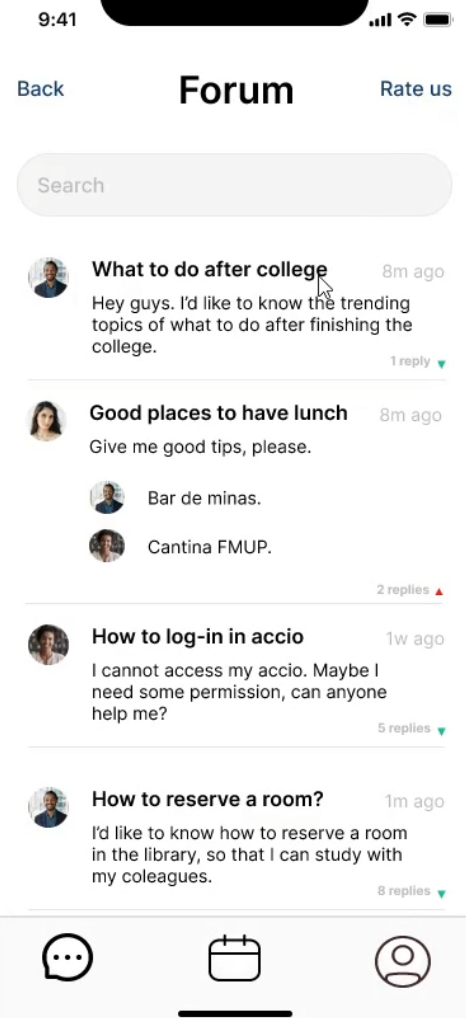 9:41
Back Forum Rate us
Search
What to do after college 8m ago
Hey guys. I'd like to know the trending
topics of what to do after finishing the
college.
1 reply
Good places to have lunch 8m ago
Give me good tips, please.
Bar de minas.
Cantina FMUP.
2 replies
How to log-in in accio 1w ago
I cannot access my accio. Maybe I
need some permission, can anyone
help me?
5 replies
How to reserve a room? 1m ago
I'd like to know how to reserve a room
in the library, so that I can study with
my coleagues.
8 replies